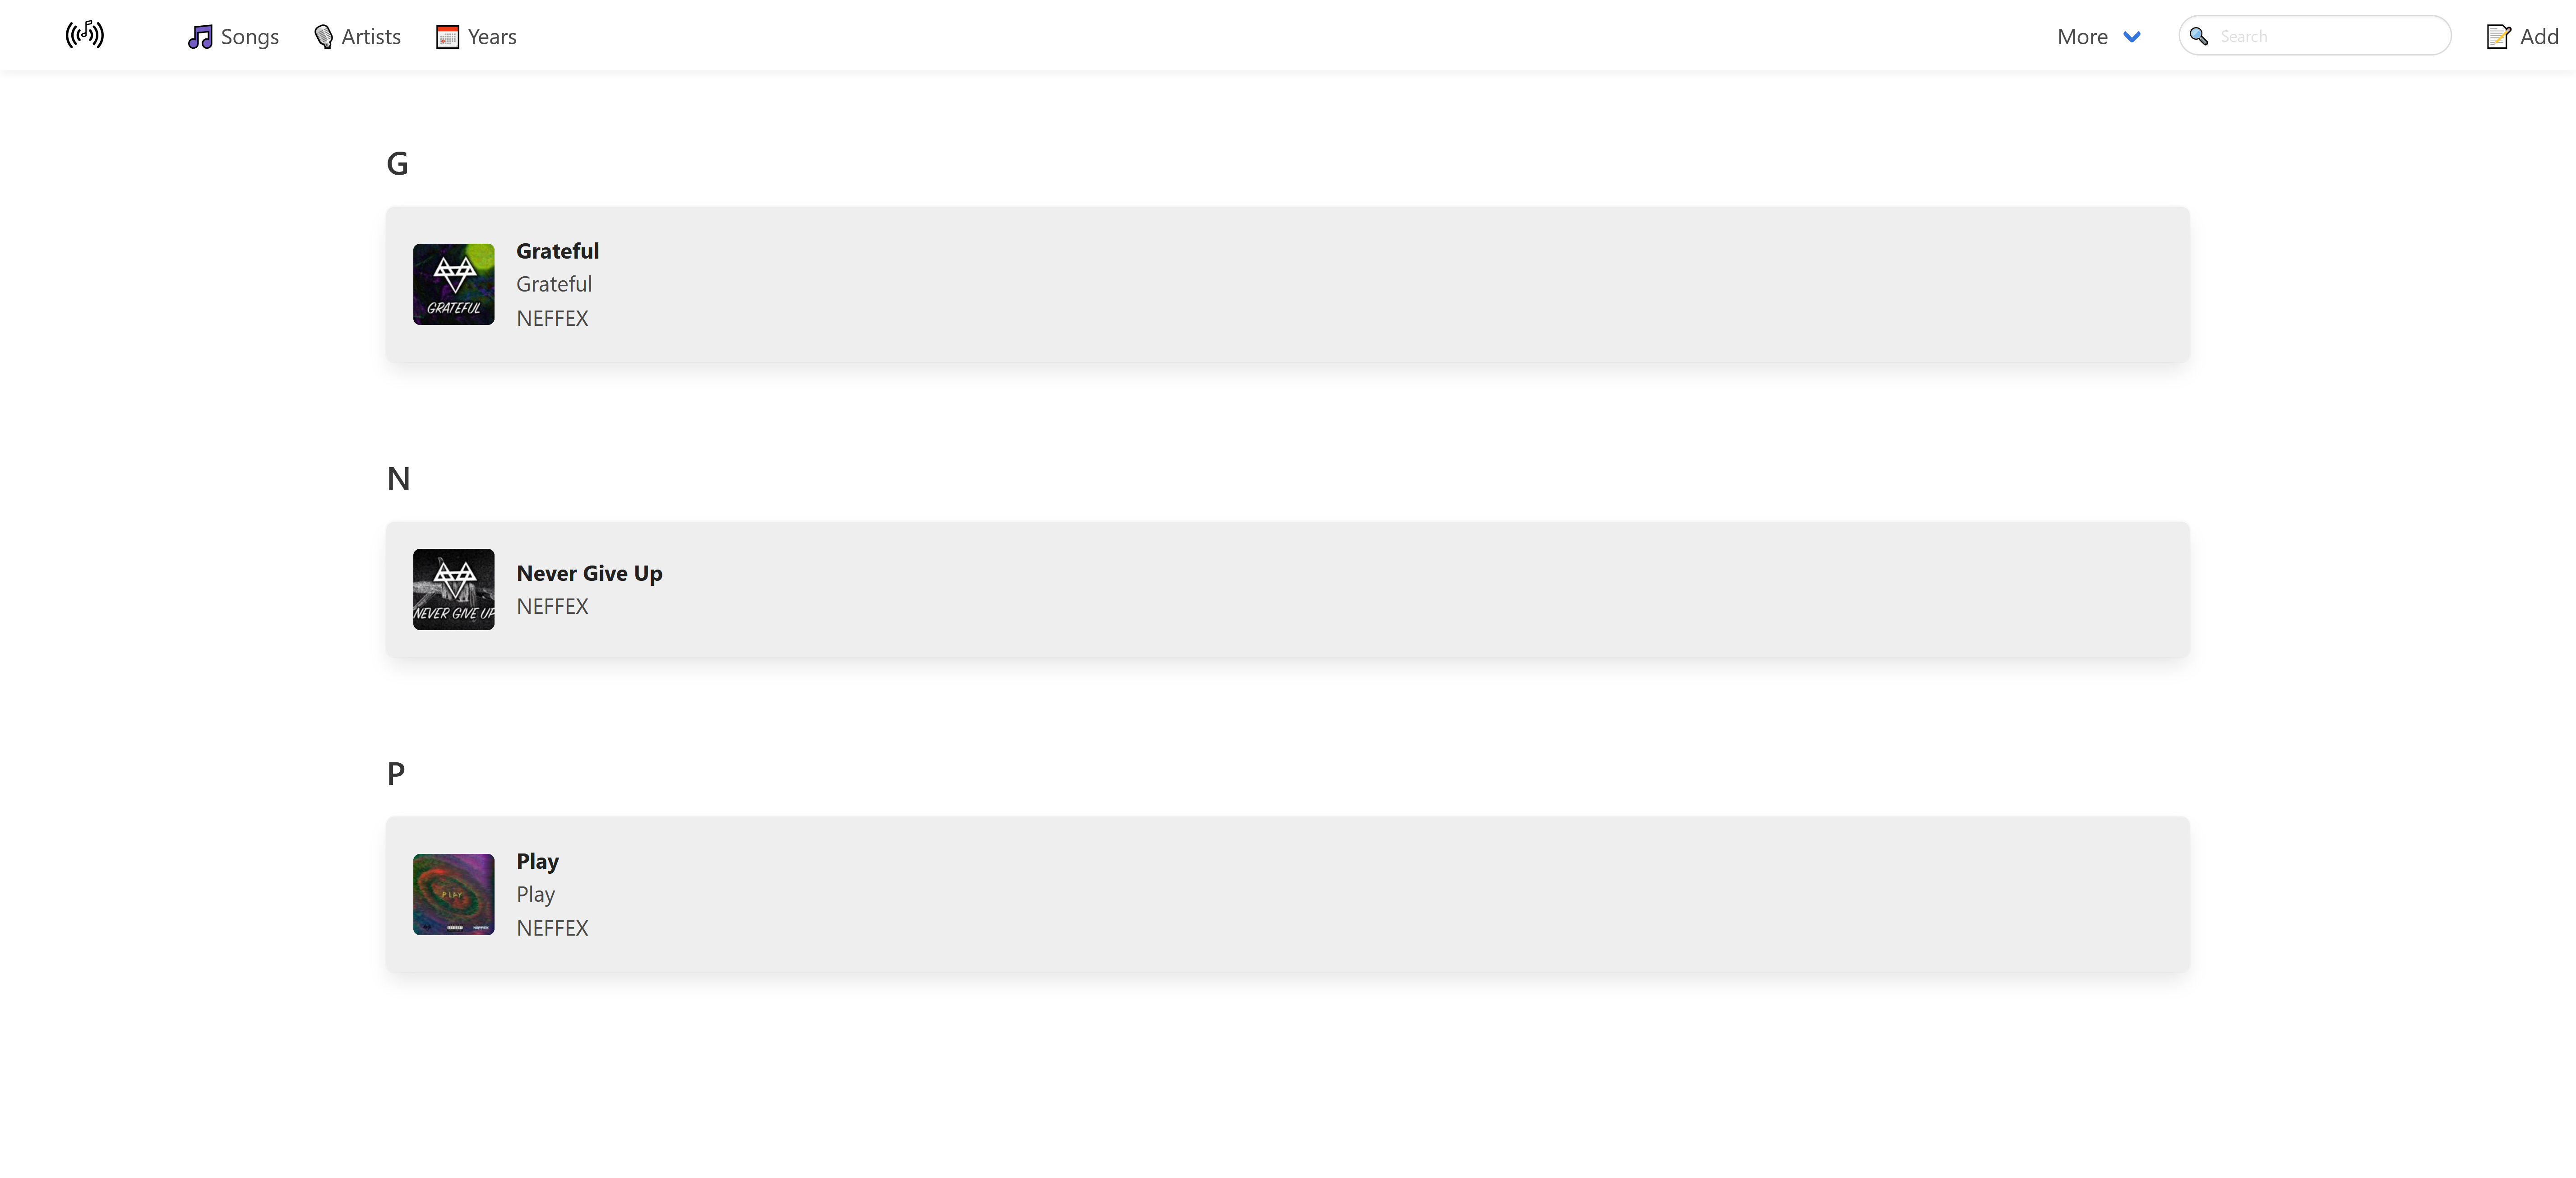 Songs Artists Years More Search Add
G
GRATEFUL
Grateful
Grateful
NEFFEX
N
NEVER GIVE UP
Never Give Up
NEFFEX
P
PLAY
Play
Play
NEFFEX